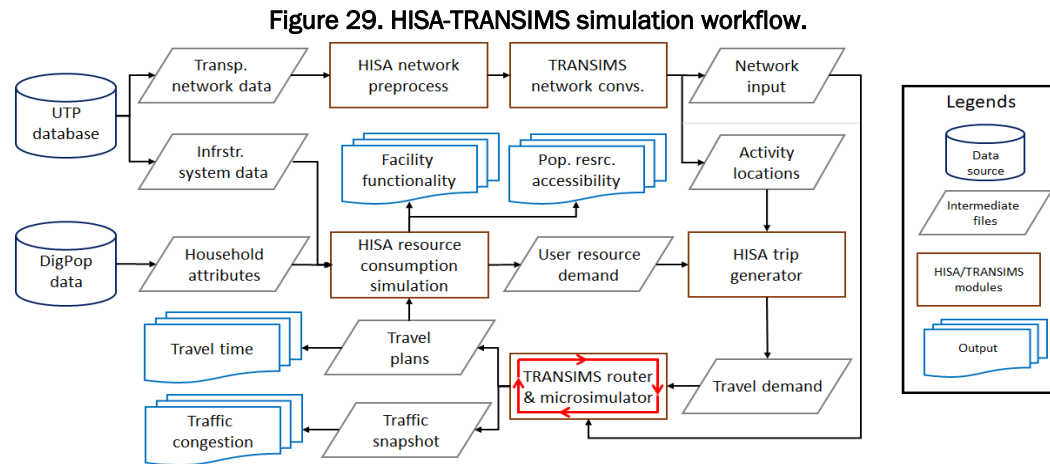 Figure 29. HISA-TRANSIMS simulation workflow.
UTP
database
Transp.
network data
HISA network
preprocess
TRANSIMS
network convs.
Network
input
Infrstr.
system data
Facility
functionality
Pop. resrc.
accessibility
Activity
locations
DigPop
data
Household
attributes
HISA resource
consumption
simulation
User resource
demand
HISA trip
generator
Travel time
Travel
plans
TRANSIMS router
& microsimulator
Travel demand
Traffic
congestion
Traffic
snapshot
Legends
Data
source
Intermediate
files
HISA/TRANSIMS
modules
Output